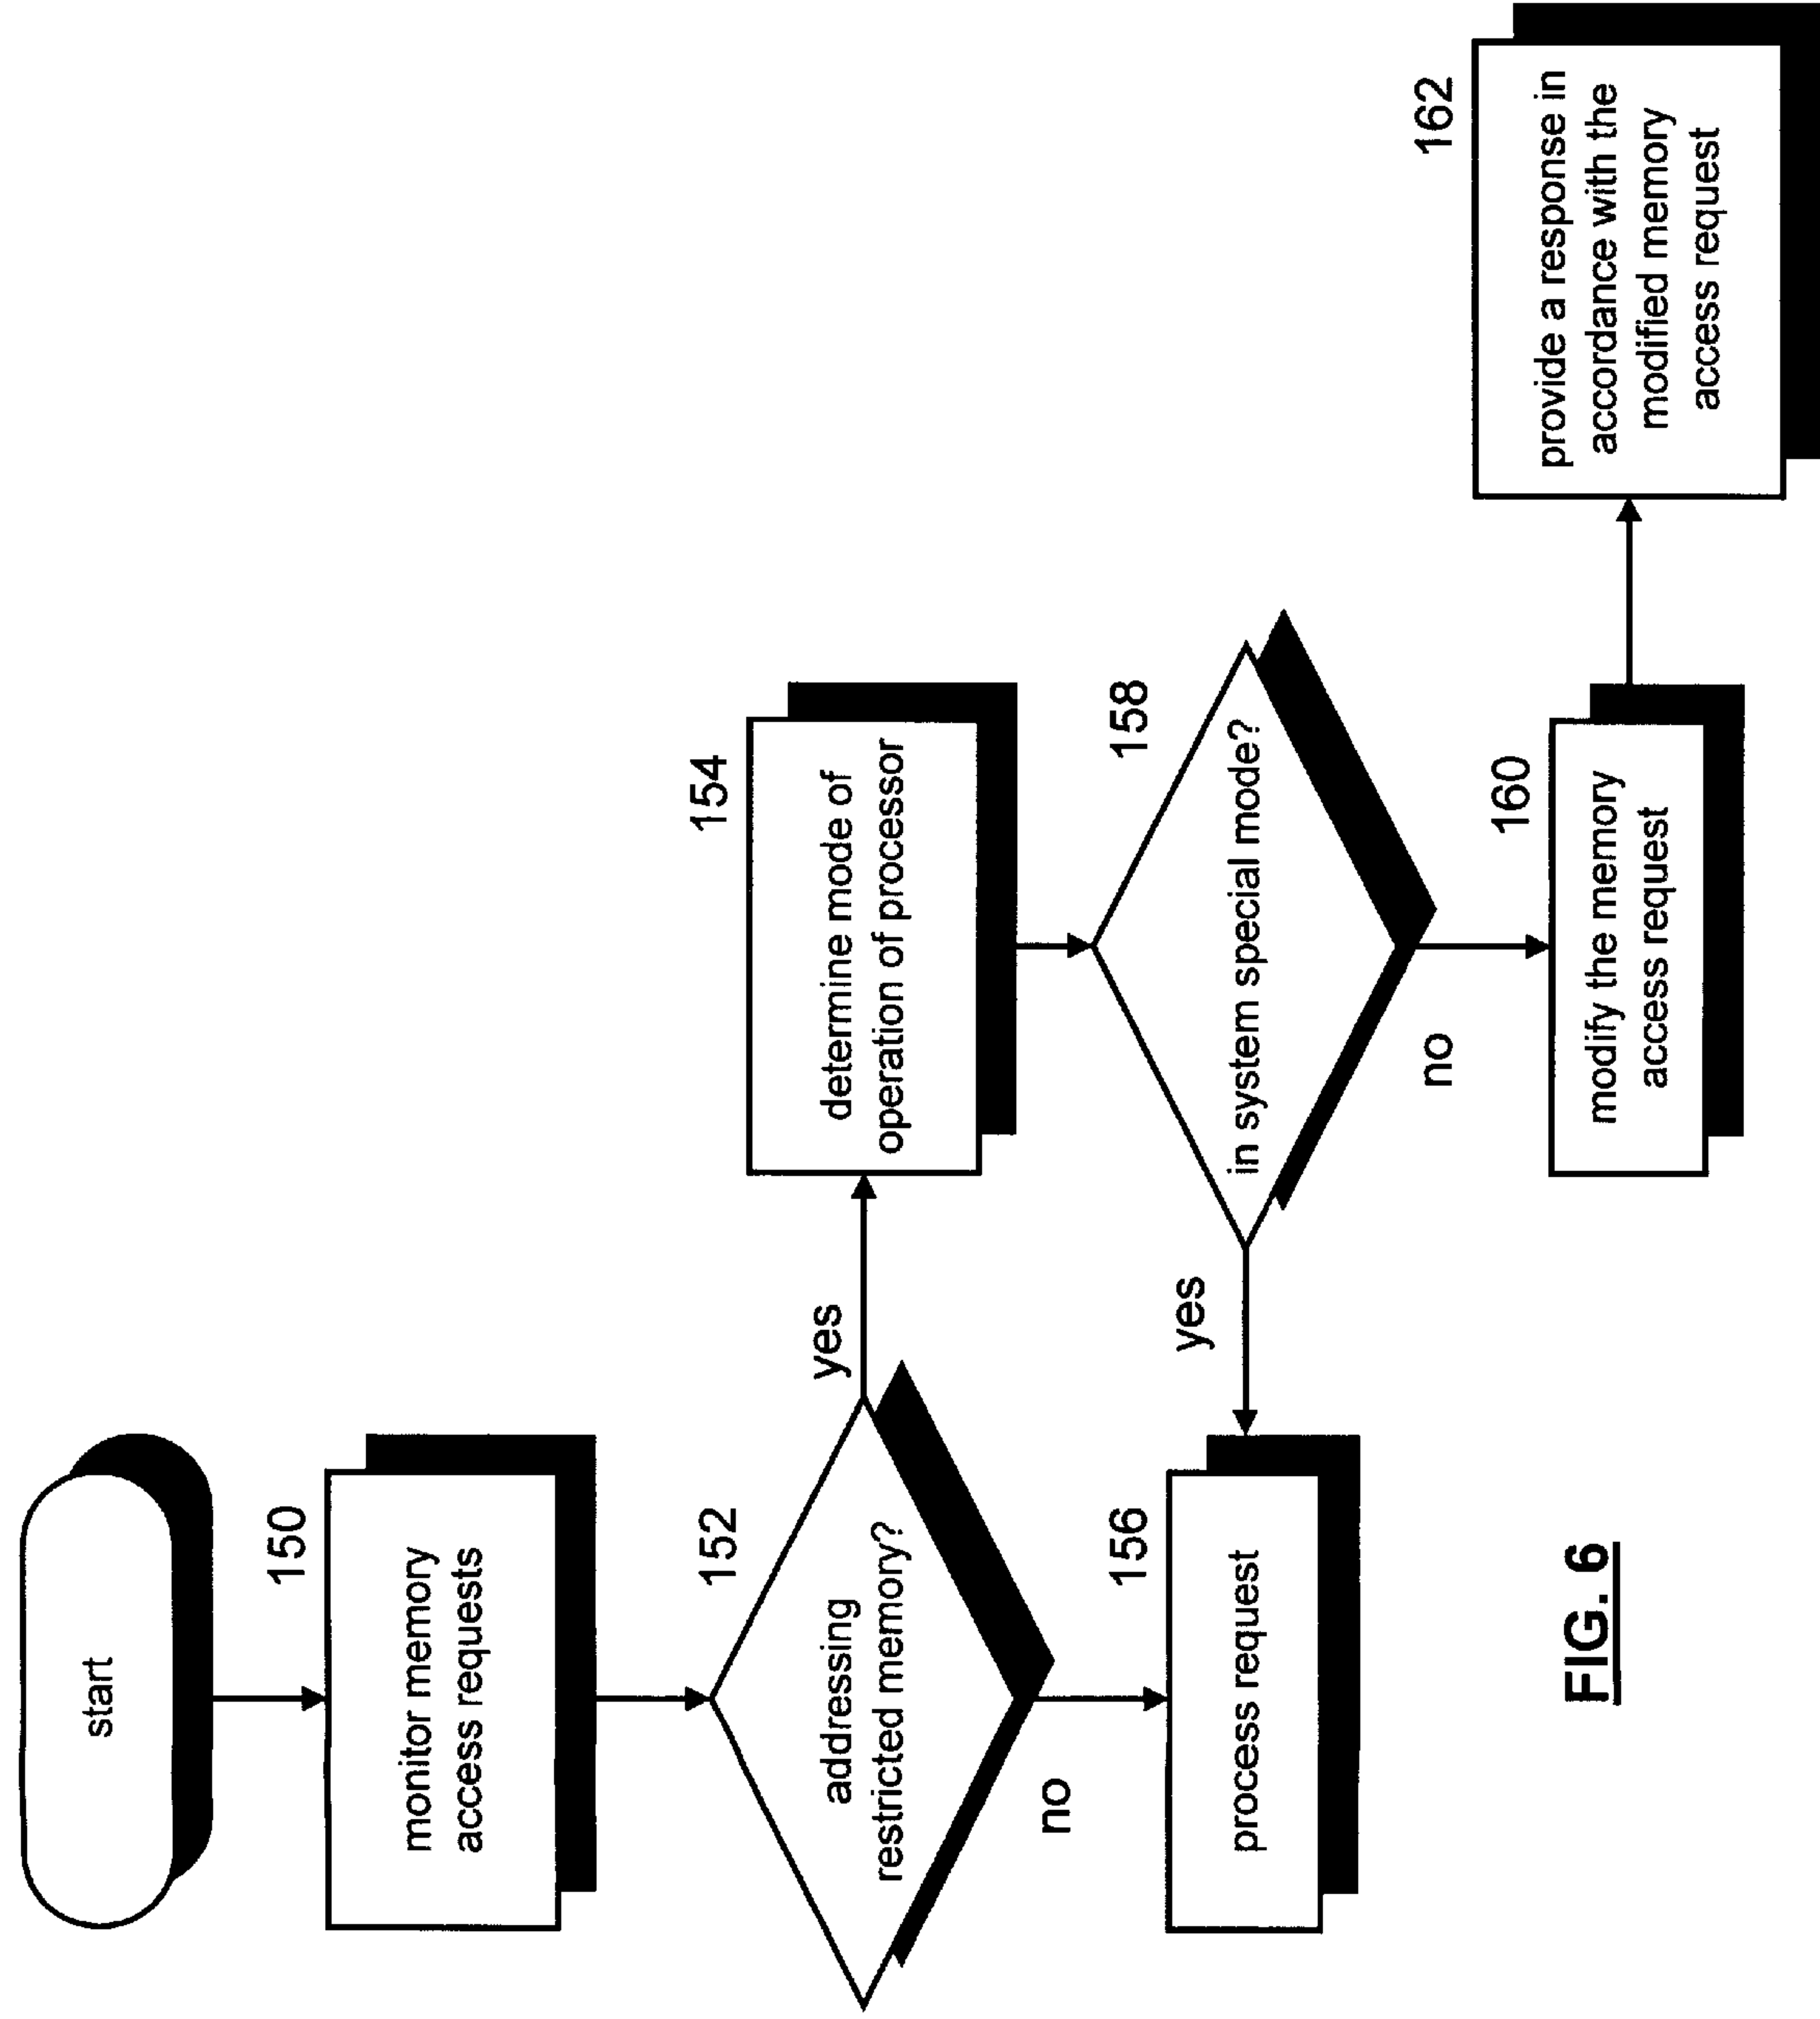 start
150
monitor memory
access requests
152
addressing
restricted memory?
yes
no
154
determine mode of
operation of processor
156
process request
158
in system special mode?
yes
no
160
modify the memory
access request
162
provide a response in
accordance with the
modified memory
access request
FIG. 6